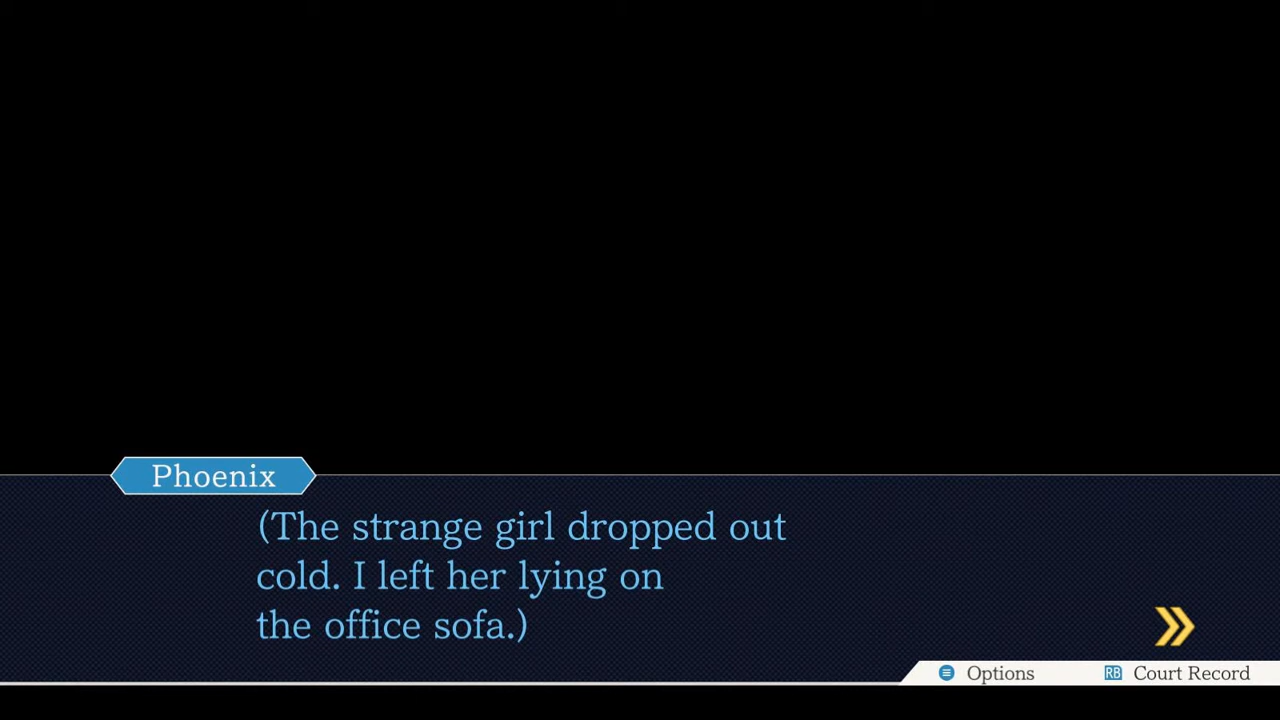 Phoenix
(The strange girl dropped out
cold. I left her lying on
the office sofa.)
Options
RB Court Record